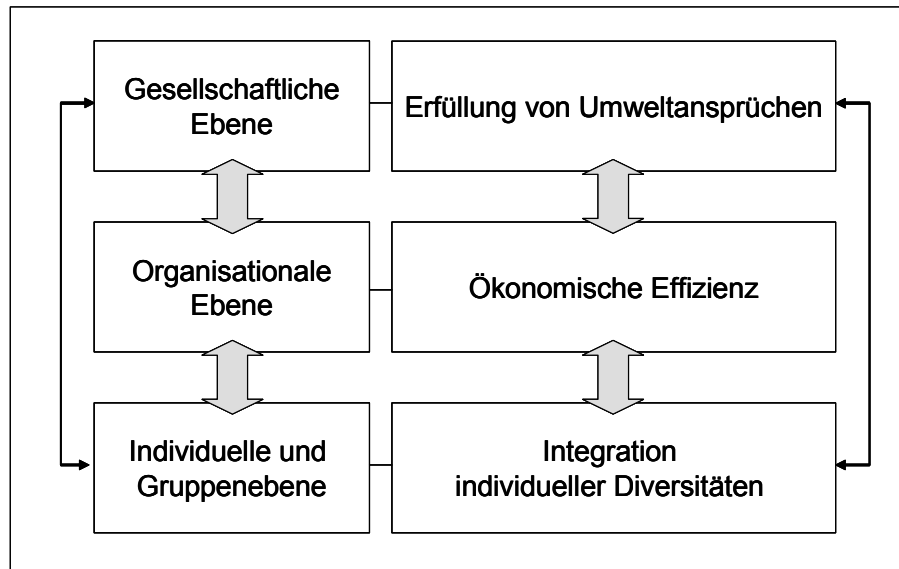 Gesellschaftliche
Ebene
Erfüllung von Umweltansprüchen
Organisationale
Ebene
Ökonomische Effizienz
Individuelle und
Gruppenebene
Integration
individueller Diversitäten